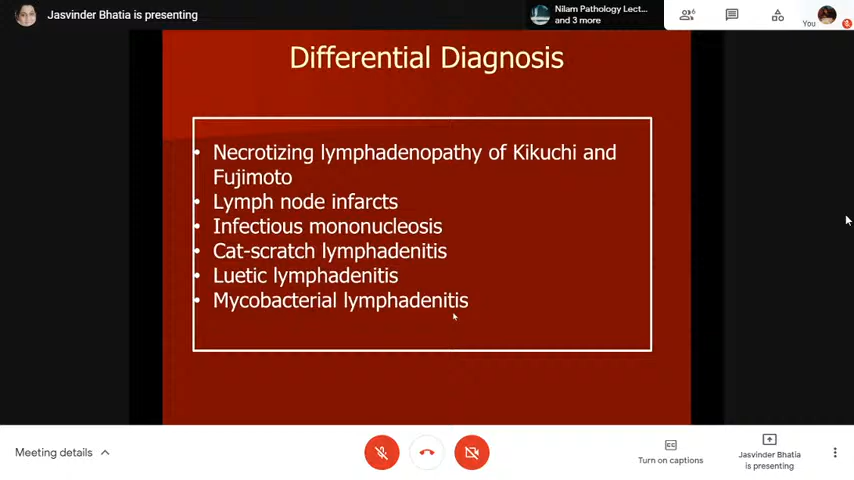 Jasvinder Bhatia is presenting
Nilam Pathology Lect...
and 3 more
6
You
Differential Diagnosis
• Necrotizing lymphadenopathy of Kikuchi and
Fujimoto
• Lymph node infarcts
• Infectious mononucleosis
• Cat-scratch lymphadenitis
• Luetic lymphadenitis
• Mycobacterial lymphadenitis
Meeting details
Turn on captions
Jasvinder Bhatia
is presenting